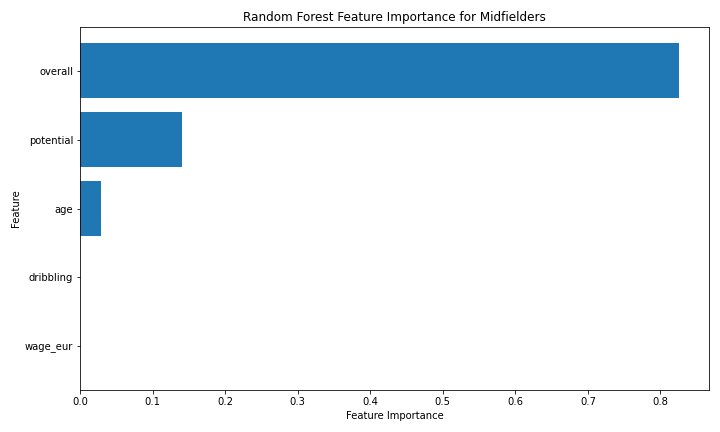 Random Forest Feature Importance for Midfielders
overall
potential
age
dribbling
wage_eur
Feature
0.0 0.1 0.2 0.3 0.4 0.5 0.6 0.7 0.8
Feature Importance